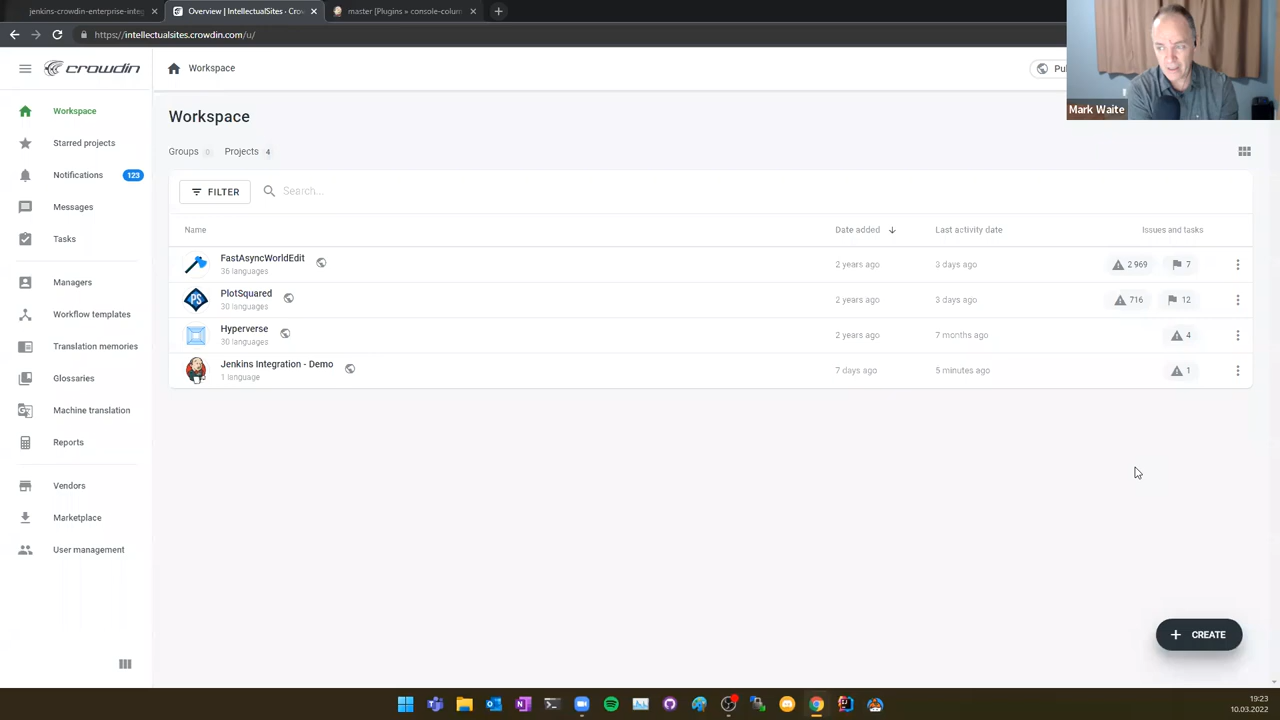 jenkins-crowdin-enterprise-integ
Overview | IntellectualSites - Crow
master [Plugins » console-colum
https://intellectualsites.crowdin.com/u/
crowdin
Workspace
Pu
Mark Waite
Workspace
Starred projects
Notifications 123
Messages
Tasks
Managers
Workflow templates
Translation memories
Glossaries
Machine translation
Reports
Vendors
Marketplace
User management
Workspace
Groups 0 Projects 4
FILTER Search...
Name Date added Last activity date Issues and tasks
FastAsyncWorldEdit 2 years ago 3 days ago 2 969 7
36 languages
PlotSquared 2 years ago 3 days ago 716 12
30 languages
Hyperverse 2 years ago 7 months ago 4
30 languages
Jenkins Integration - Demo 7 days ago 5 minutes ago 1
1 language
CREATE
19:23
10.03.2022